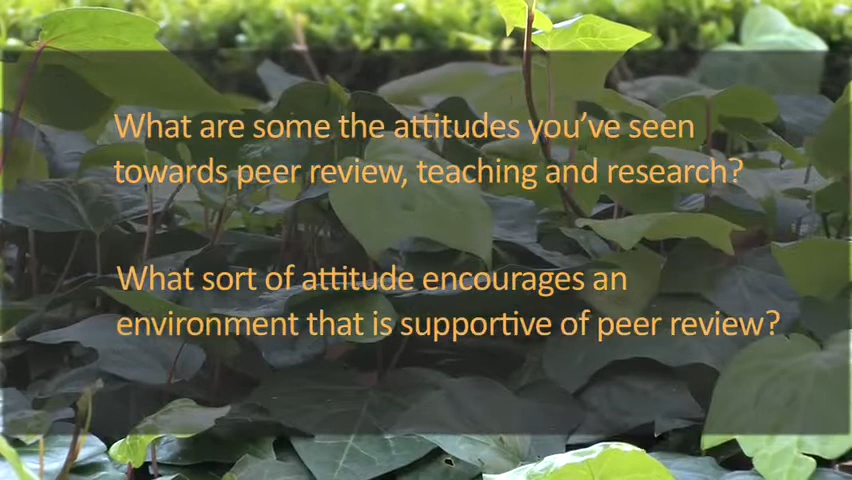 What are some the attitudes you've seen
towards peer review, teaching and research?
What sort of attitude encourages an
environment that is supportive of peer review?